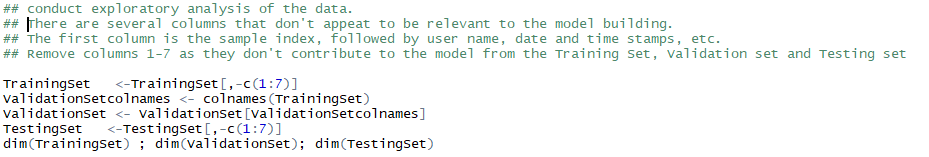 ## conduct exploratory analysis of the data.
## There are several columns that don't appeat to be relevant to the model building.
## The first column is the sample index, followed by user name, date and time stamps, etc.
## Remove columns 1-7 as they don't contribute to the model from the Training Set, Validation set and Testing set
TrainingSet   <-TrainingSet[,-c(1:7)]
ValidationSetcolnames <- colnames(TrainingSet)
ValidationSet <- ValidationSet[ValidationSetcolnames]
TestingSet   <-TestingSet[,-c(1:7)]
dim(TrainingSet) ; dim(ValidationSet); dim(TestingSet)